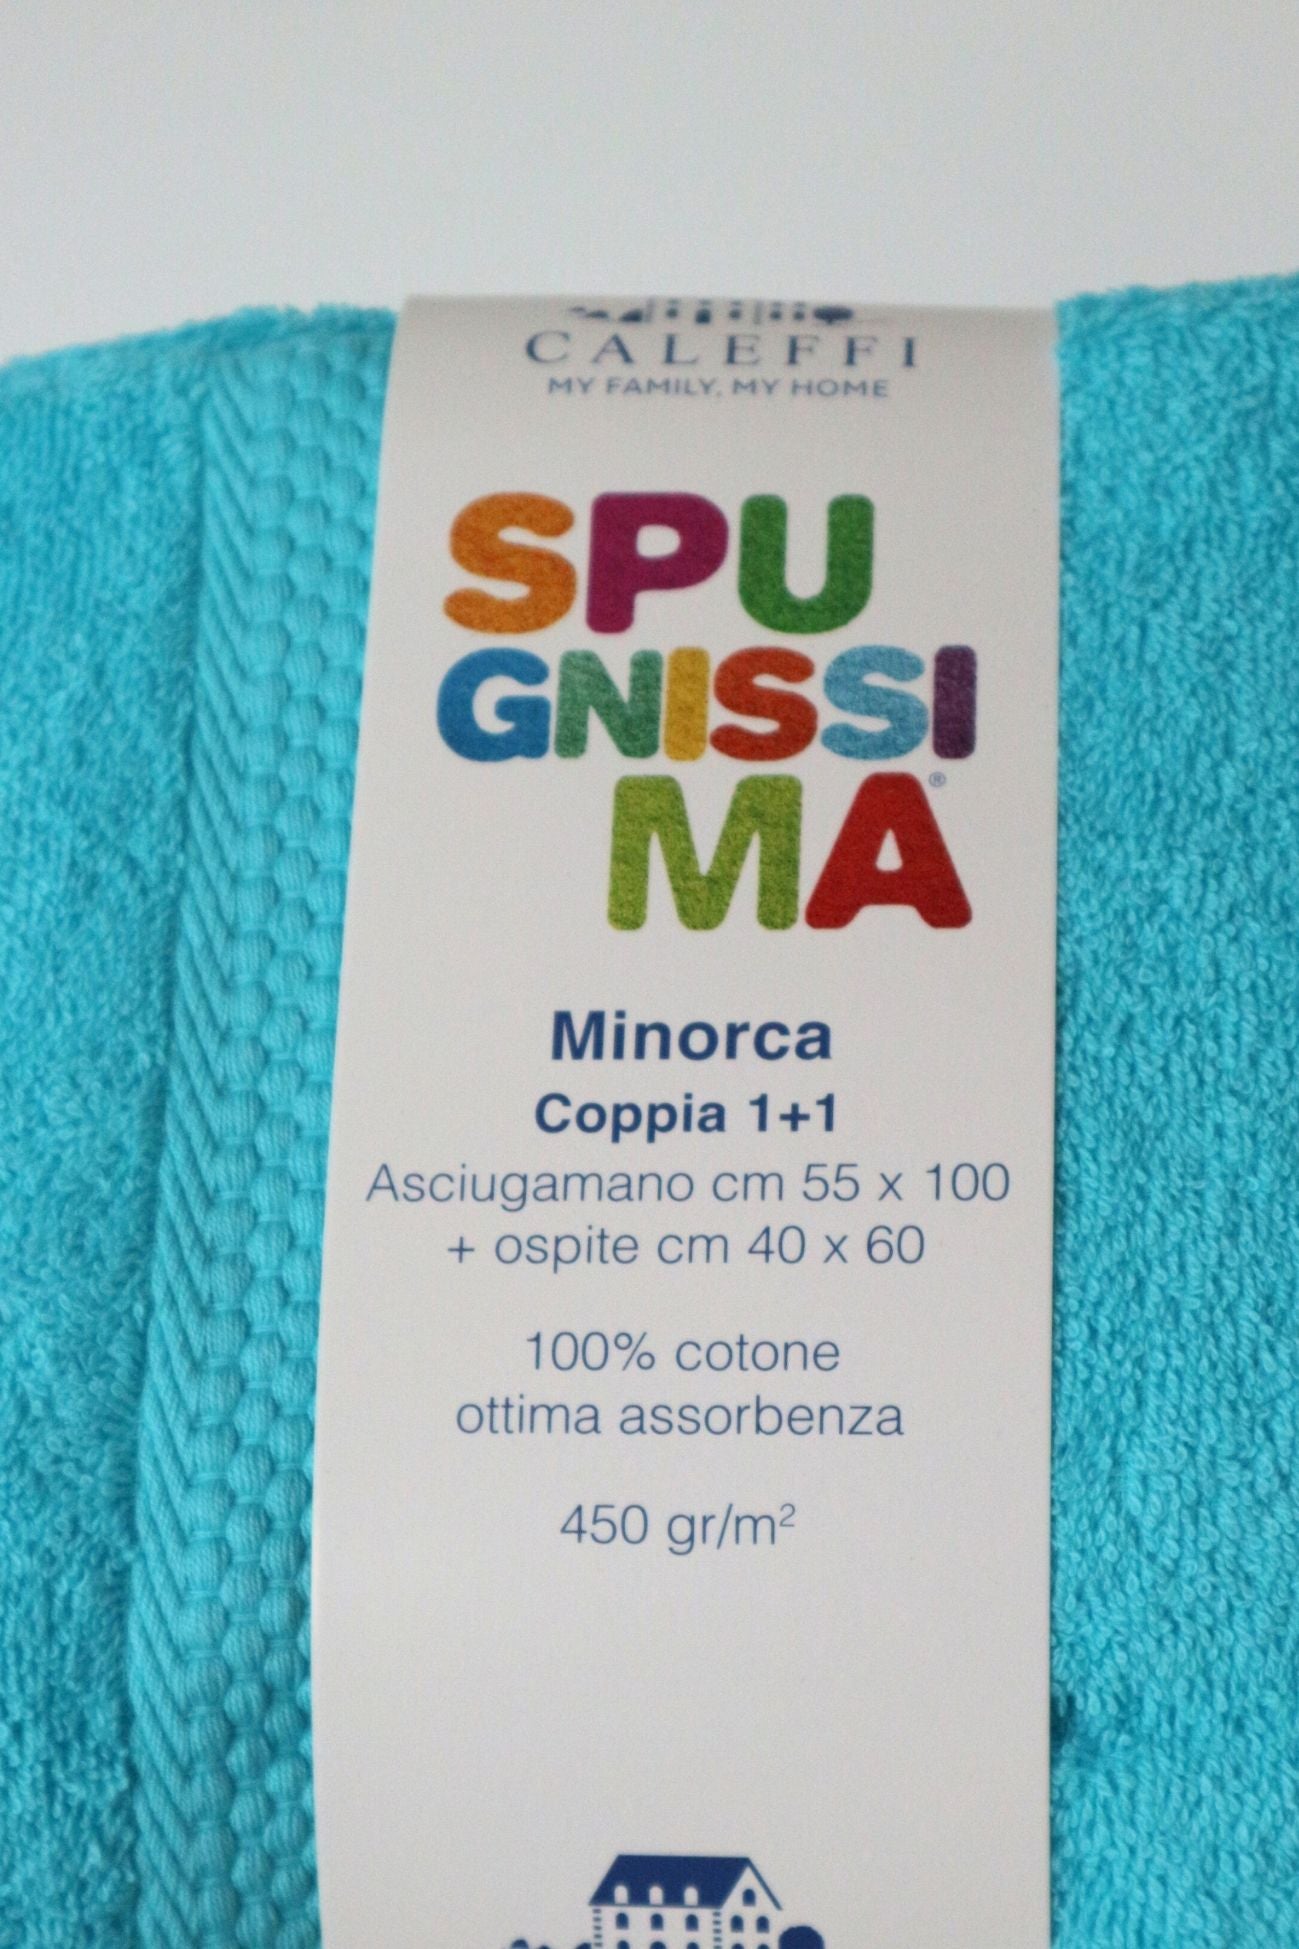 CALEFFI
MY FAMILY, MY HOME
SPU
GNISSI
MA®
Minorca
Coppia 1+1
Asciugamano cm 55 x 100
+ ospite cm 40 x 60
100% cotone
ottima assorbenza
450 gr/m²